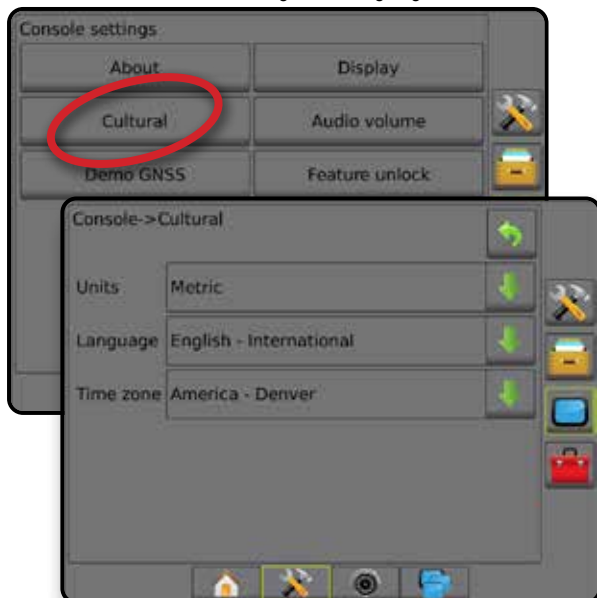 Console settings
About Display
Cultural Audio volume
Demo GNSS Feature unlock
Console->Cultural
Units Metric
Language English - International
Time zone America - Denver